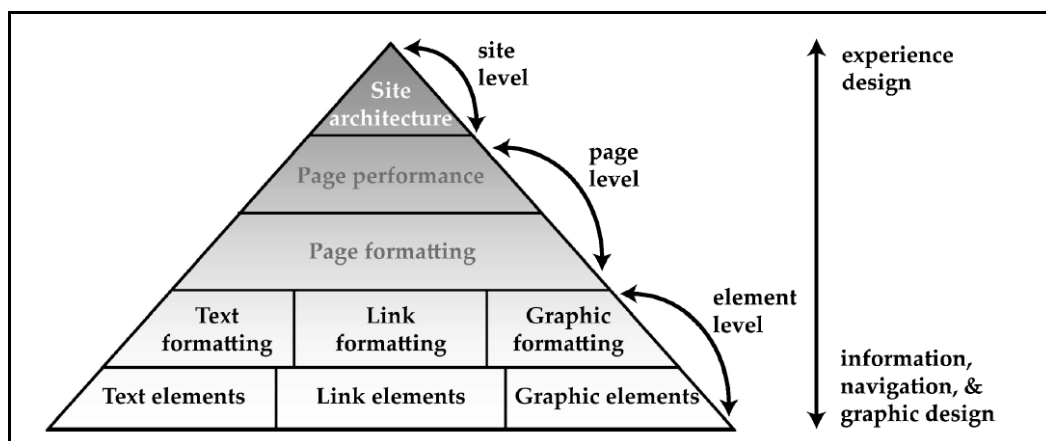 site
level
experience
design
Site
architecture
page
level
Page performance
Page formatting
element
level
Text
formatting
Link
formatting
Graphic
formatting
information,
navigation, &
graphic design
Text elements
Link elements
Graphic elements